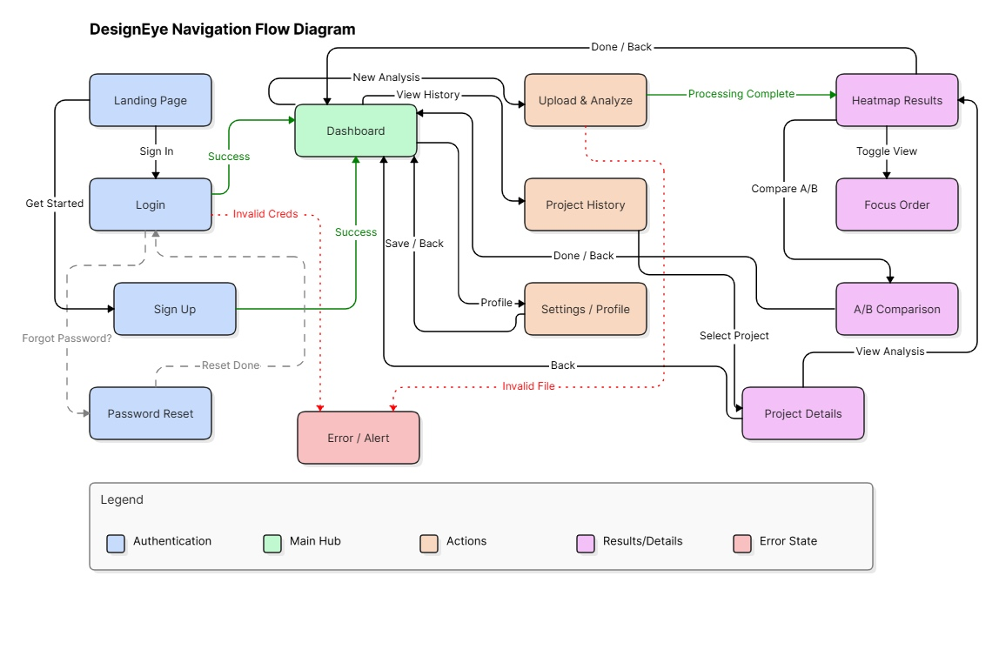 DesignEye Navigation Flow Diagram
Done / Back
New Analysis
View History
Landing Page
Upload & Analyze
Processing Complete
Heatmap Results
Dashboard
Sign In
Success
Toggle View
Compare A/B
Get Started
Login
Invalid Creds
Project History
Focus Order
Success
Save / Back
Done / Back
Sign Up
Profile
Settings / Profile
A/B Comparison
Forgot Password?
Select Project
View Analysis
Reset Done
Back
Invalid File
Password Reset
Project Details
Error / Alert
Legend
Authentication
Main Hub
Actions
Results/Details
Error State